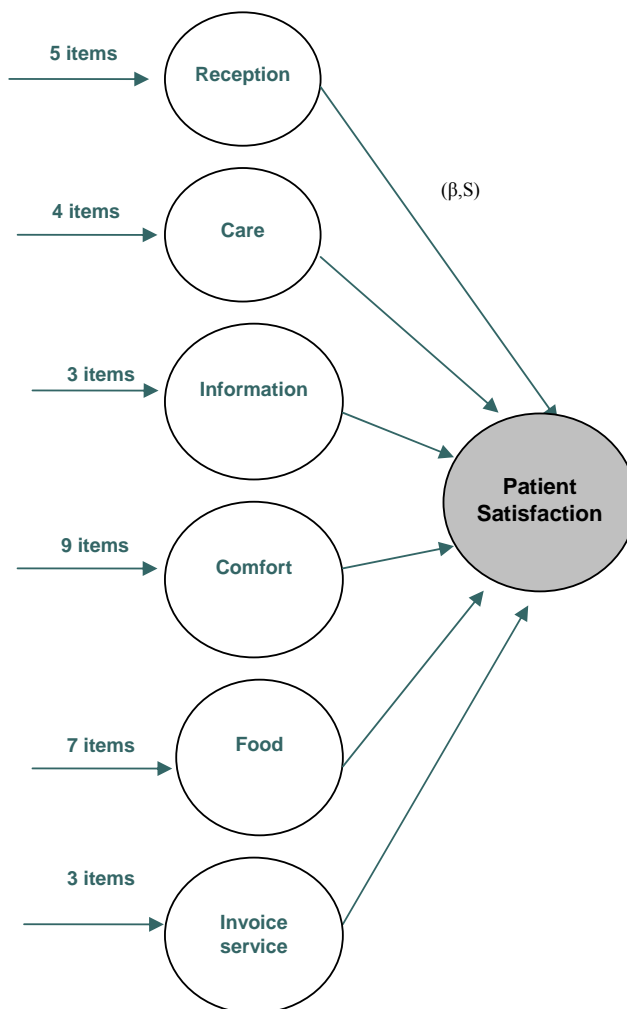 5 items
Reception
(β,S)
4 items
Care
3 items
Information
Patient
Satisfaction
9 items
Comfort
7 items
Food
3 items
Invoice
service